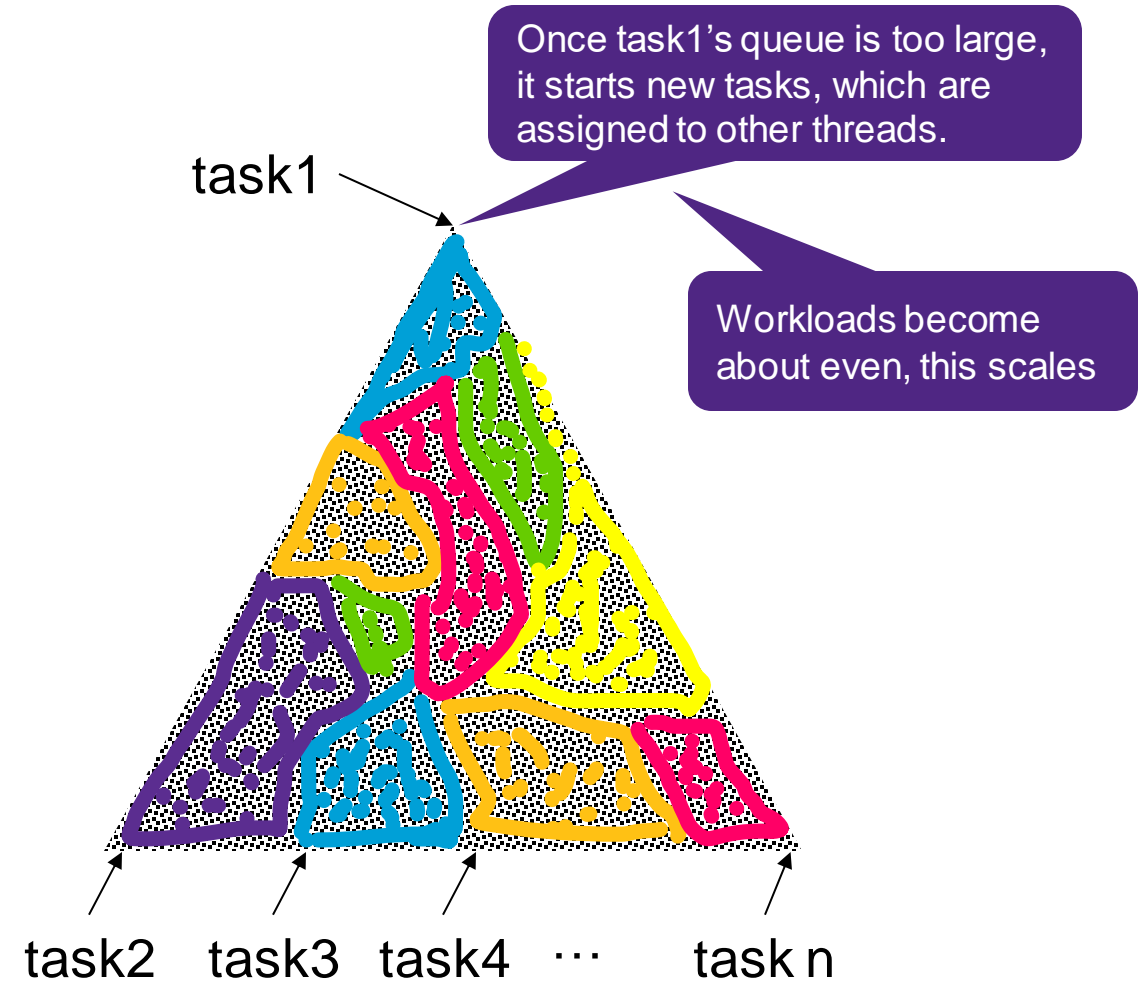 Once task1’s queue is too large,
it starts new tasks, which are
assigned to other threads.
task1
Workloads become
about even, this scales
task2 task3 task4 … task n